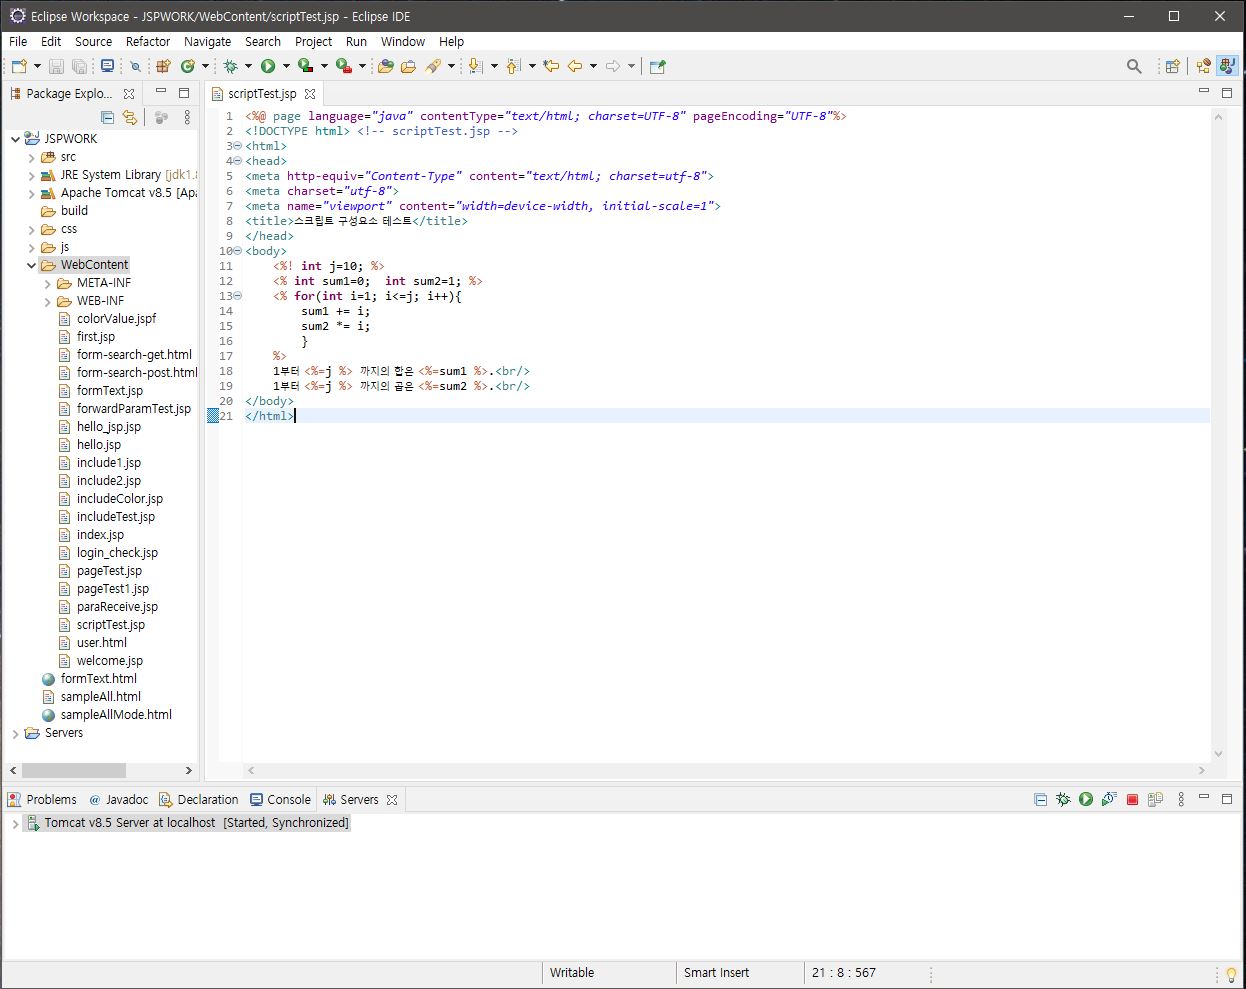 Eclipse Workspace - JSPWORK/WebContent/scriptTest.jsp - Eclipse IDE
File Edit Source Refactor Navigate Search Project Run Window Help
Package Explo...
JSPWORK
src
JRE System Library [jdk1.8
Apache Tomcat v8.5 [Apa
build
css
js
WebContent
META-INF
WEB-INF
colorValue.jspf
first.jsp
form-search-get.html
form-search-post.html
formText.jsp
forwardParamTest.jsp
hello_jsp.jsp
hello.jsp
include1.jsp
include2.jsp
includeColor.jsp
includeTest.jsp
index.jsp
login_check.jsp
pageTest.jsp
pageTest1.jsp
paraReceive.jsp
scriptTest.jsp
user.html
welcome.jsp
formText.html
sampleAll.html
sampleAllMode.html
Servers
scriptTest.jsp
1 <%@ page language="java" contentType="text/html; charset=UTF-8" pageEncoding="UTF-8"%>
2 <!DOCTYPE html> <!-- scriptTest.jsp -->
3 <html>
4 <head>
5 <meta http-equiv="Content-Type" content="text/html; charset=utf-8">
6 <meta charset="utf-8">
7 <meta name="viewport" content="width=device-width, initial-scale=1">
8 <title>스크립트 구성요소 테스트</title>
9 </head>
10 <body>
11 <%! int j=10; %>
12 <% int sum1=0;  int sum2=1; %>
13 <% for(int i=1; i<=j; i++){
14 sum1 += i;
15 sum2 *= i;
16 }
17 %>
18 1부터 <%=j %> 까지의 합은 <%=sum1 %>.<br/>
19 1부터 <%=j %> 까지의 곱은 <%=sum2 %>.<br/>
20 </body>
21 </html>
Problems @ Javadoc Declaration Console Servers
Tomcat v8.5 Server at localhost [Started, Synchronized]
Writable Smart Insert 21 : 8 : 567